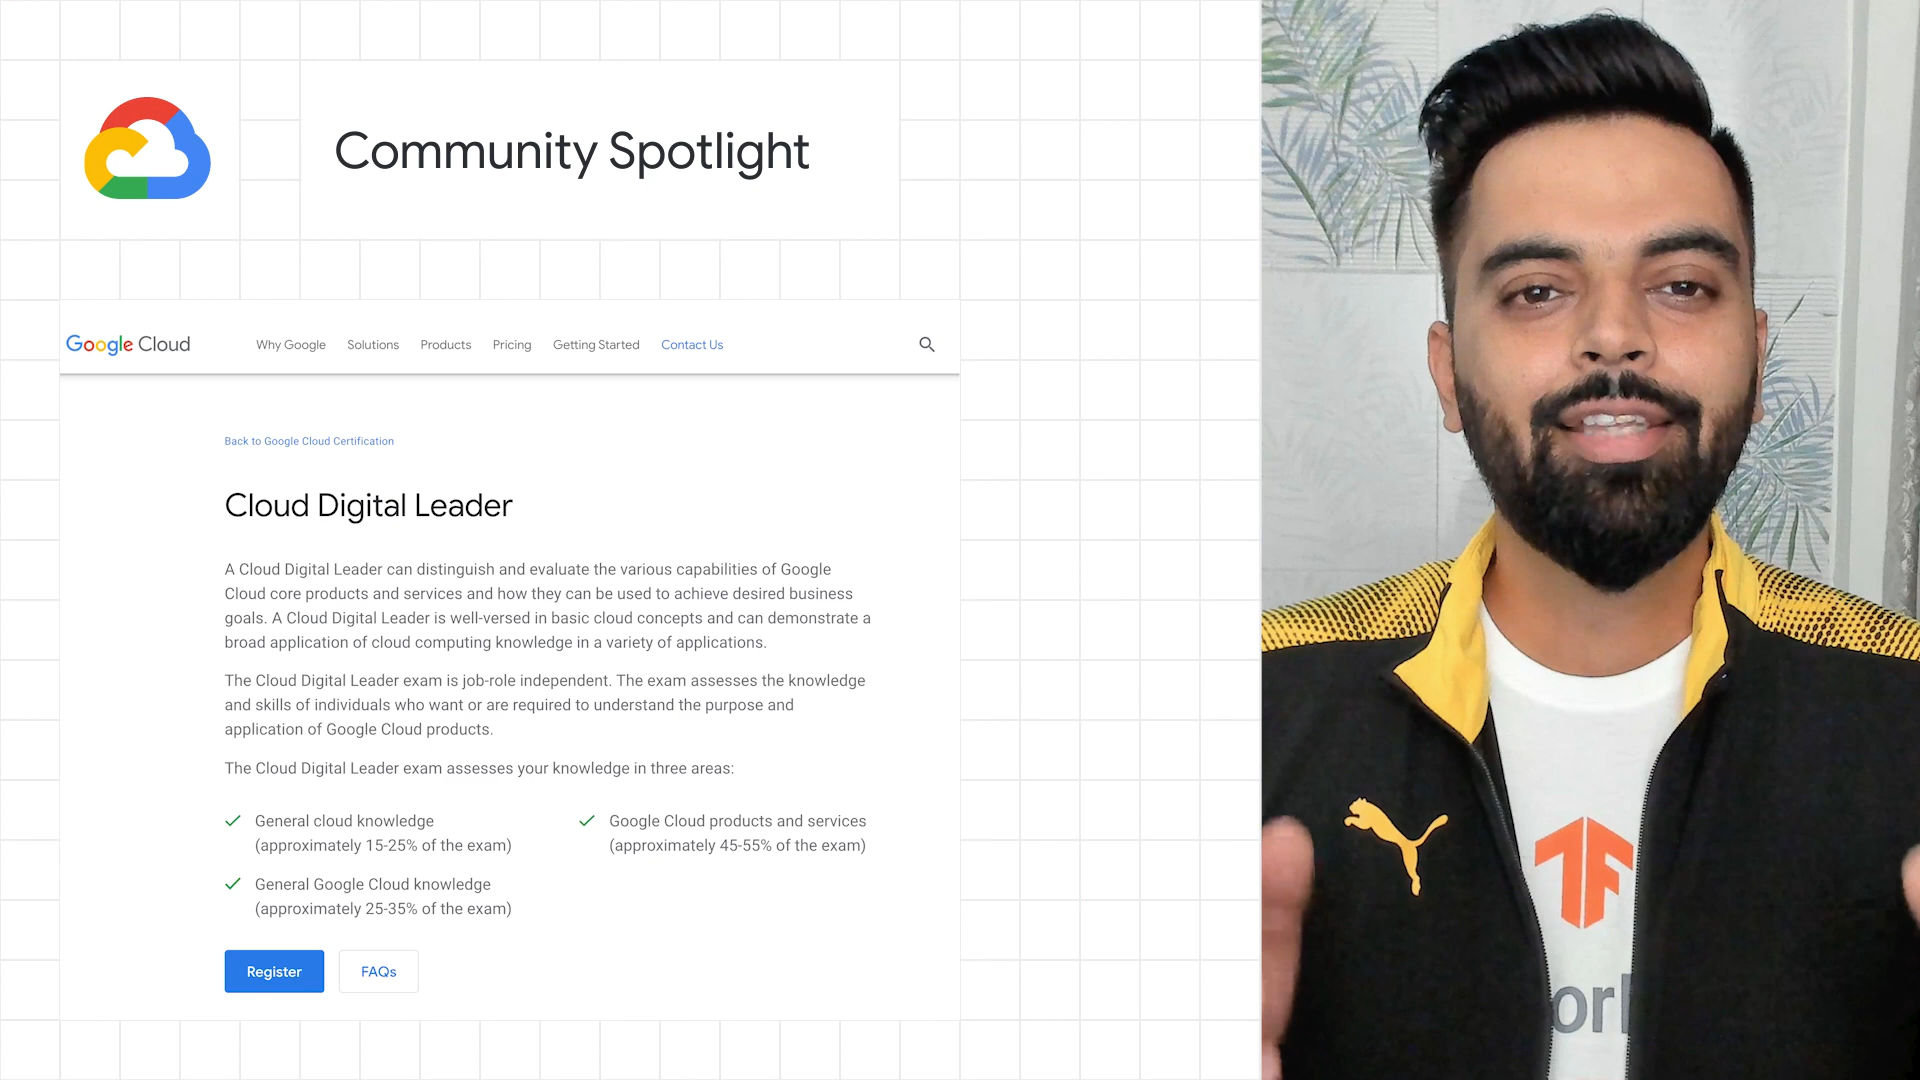 Community Spotlight
Google Cloud
Why Google
Solutions
Products
Pricing
Getting Started
Contact Us
Back to Google Cloud Certification
Cloud Digital Leader
A Cloud Digital Leader can distinguish and evaluate the various capabilities of Google
Cloud core products and services and how they can be used to achieve desired business
goals. A Cloud Digital Leader is well-versed in basic cloud concepts and can demonstrate a
broad application of cloud computing knowledge in a variety of applications.
The Cloud Digital Leader exam is job-role independent. The exam assesses the knowledge
and skills of individuals who want or are required to understand the purpose and
application of Google Cloud products.
The Cloud Digital Leader exam assesses your knowledge in three areas:
General cloud knowledge
(approximately 15-25% of the exam)
Google Cloud products and services
(approximately 45-55% of the exam)
General Google Cloud knowledge
(approximately 25-35% of the exam)
Register
FAQs